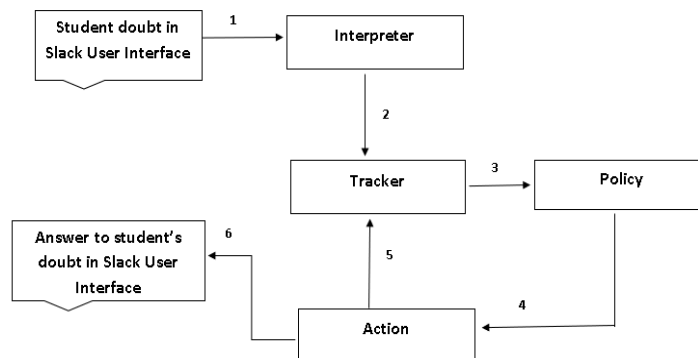 Student doubt in
Slack User Interface
1
Interpreter
2
Tracker
3
Policy
Answer to student's
doubt in Slack User
Interface
6
5
4
Action